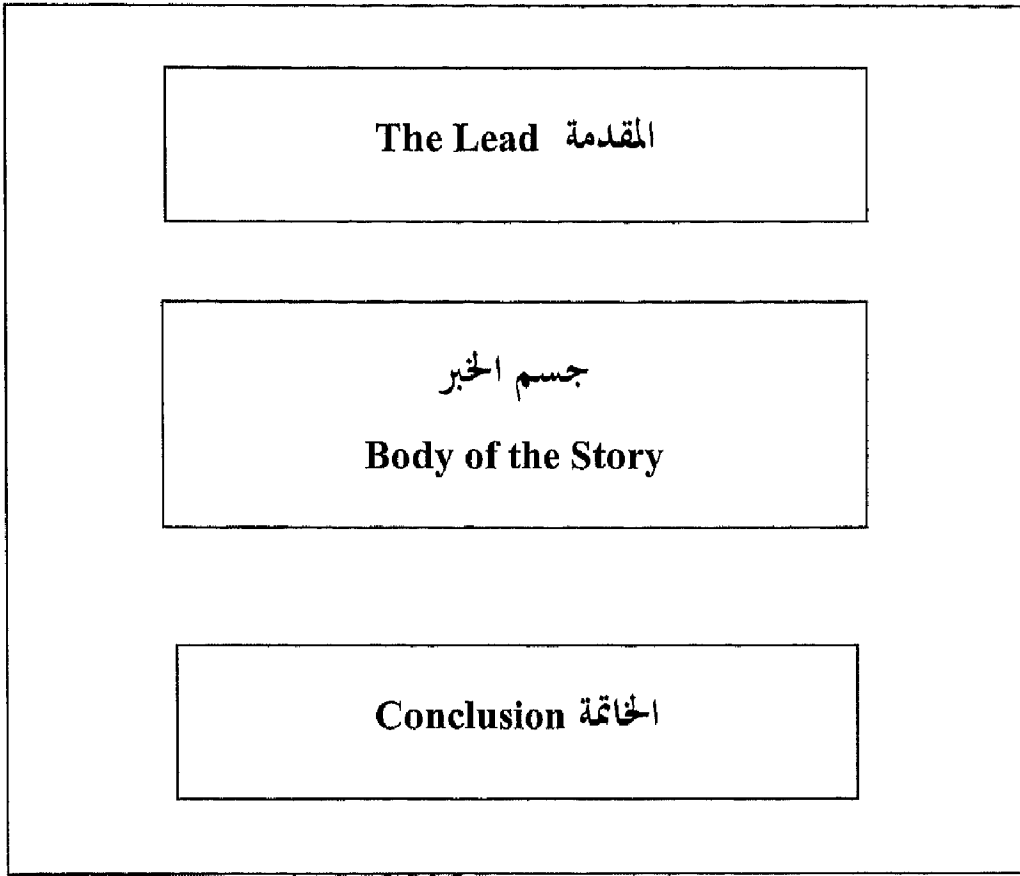 The Lead المقدمة
جسم الخبر
Body of the Story
Conclusion الخاتمة